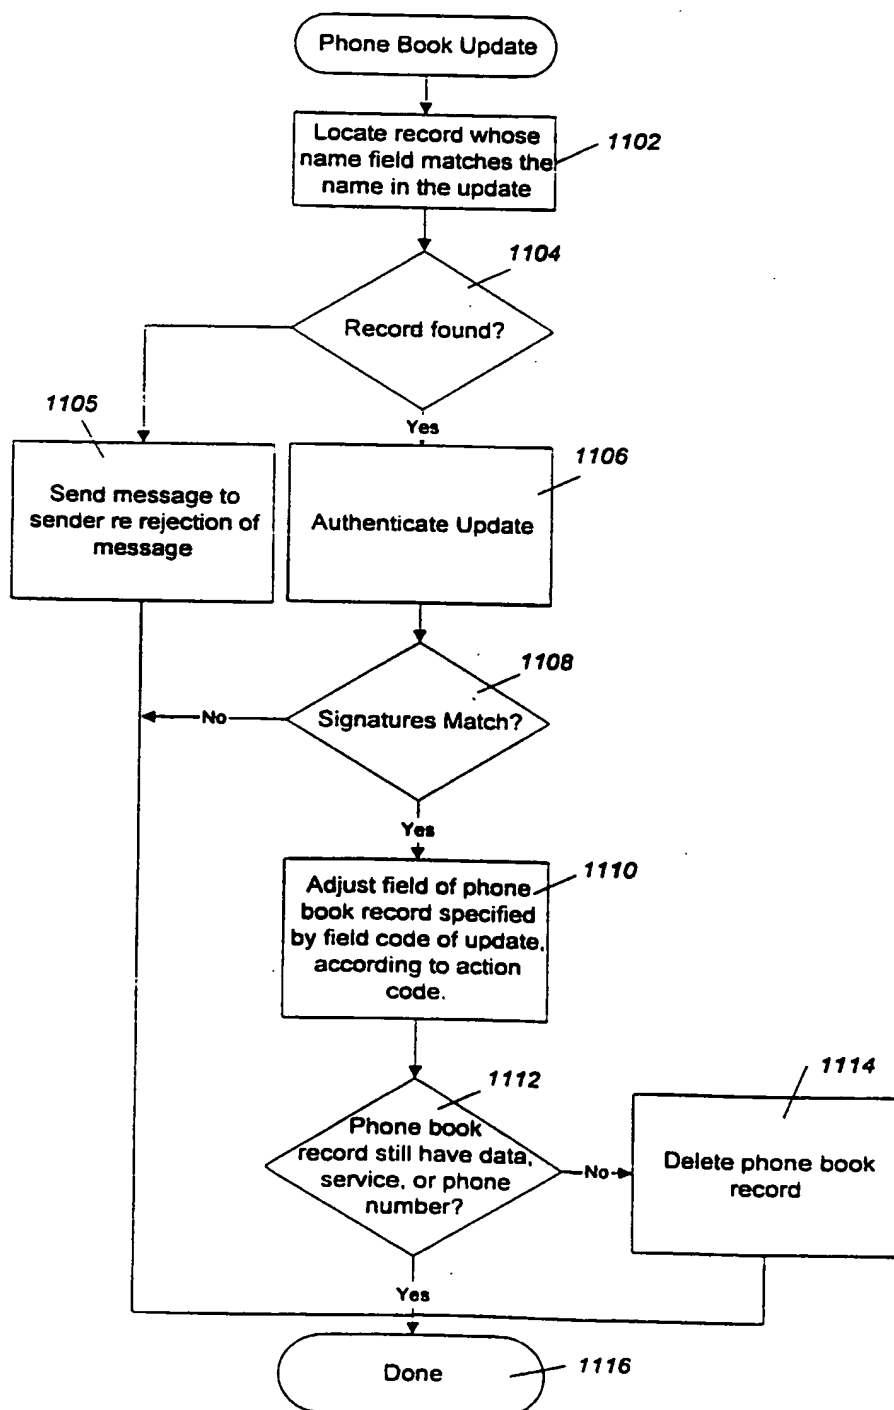 Phone Book Update
Locate record whose
name field matches the
name in the update
1102
1104
Record found?
Yes
1105
Send message to
sender re rejection of
message
1106
Authenticate Update
1108
Signatures Match?
No
Yes
1110
Adjust field of phone
book record specified
by field code of update,
according to action
code.
1112
Phone book
record still have data,
service, or phone
number?
No
1114
Delete phone book
record
Yes
Done
1116